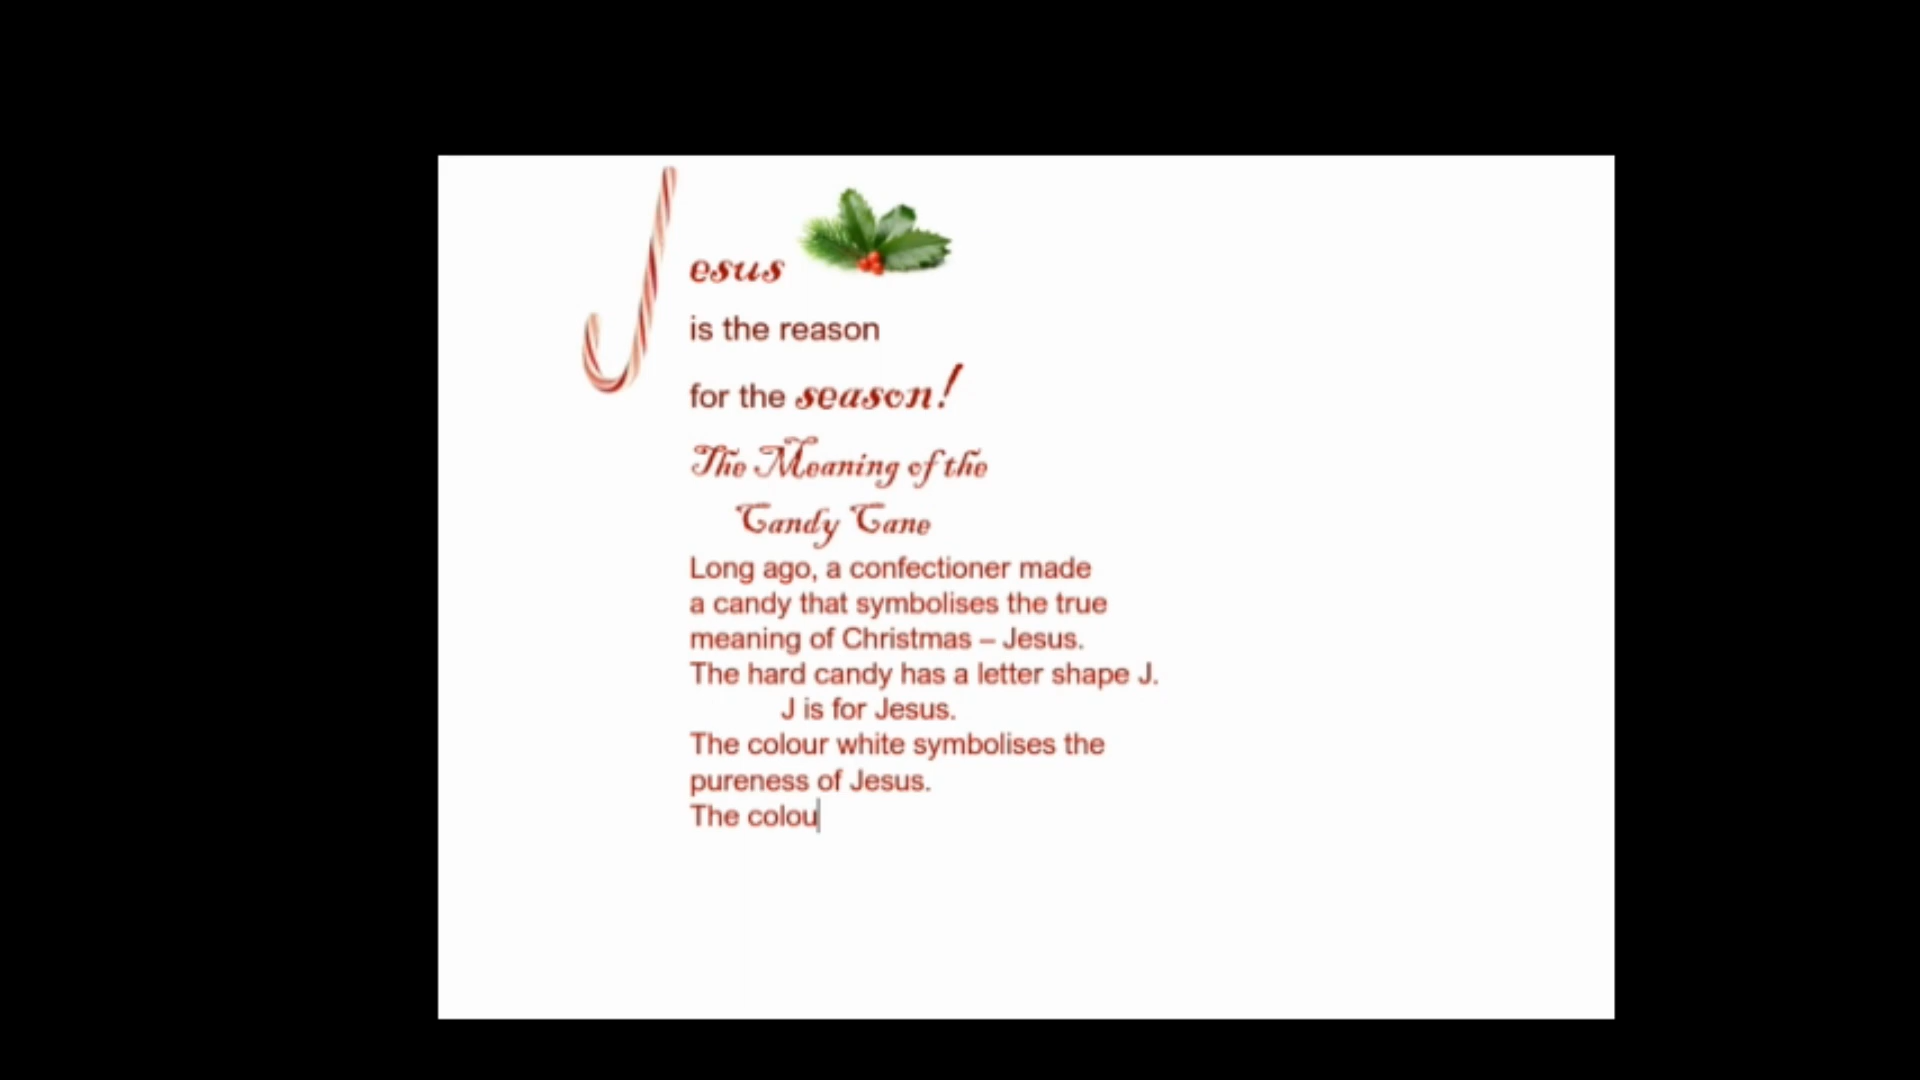 Jesus
is the reason
for the season!
The Meaning of the
Candy Cane
Long ago, a confectioner made
a candy that symbolises the true
meaning of Christmas – Jesus.
The hard candy has a letter shape J.
J is for Jesus.
The colour white symbolises the
pureness of Jesus.
The colou